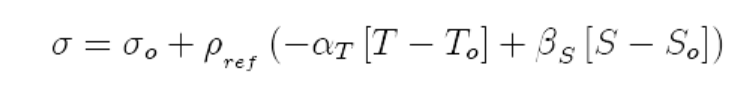 σ = σ_o + ρ_ref (−α_T [T − T_o] + β_S [S − S_o])